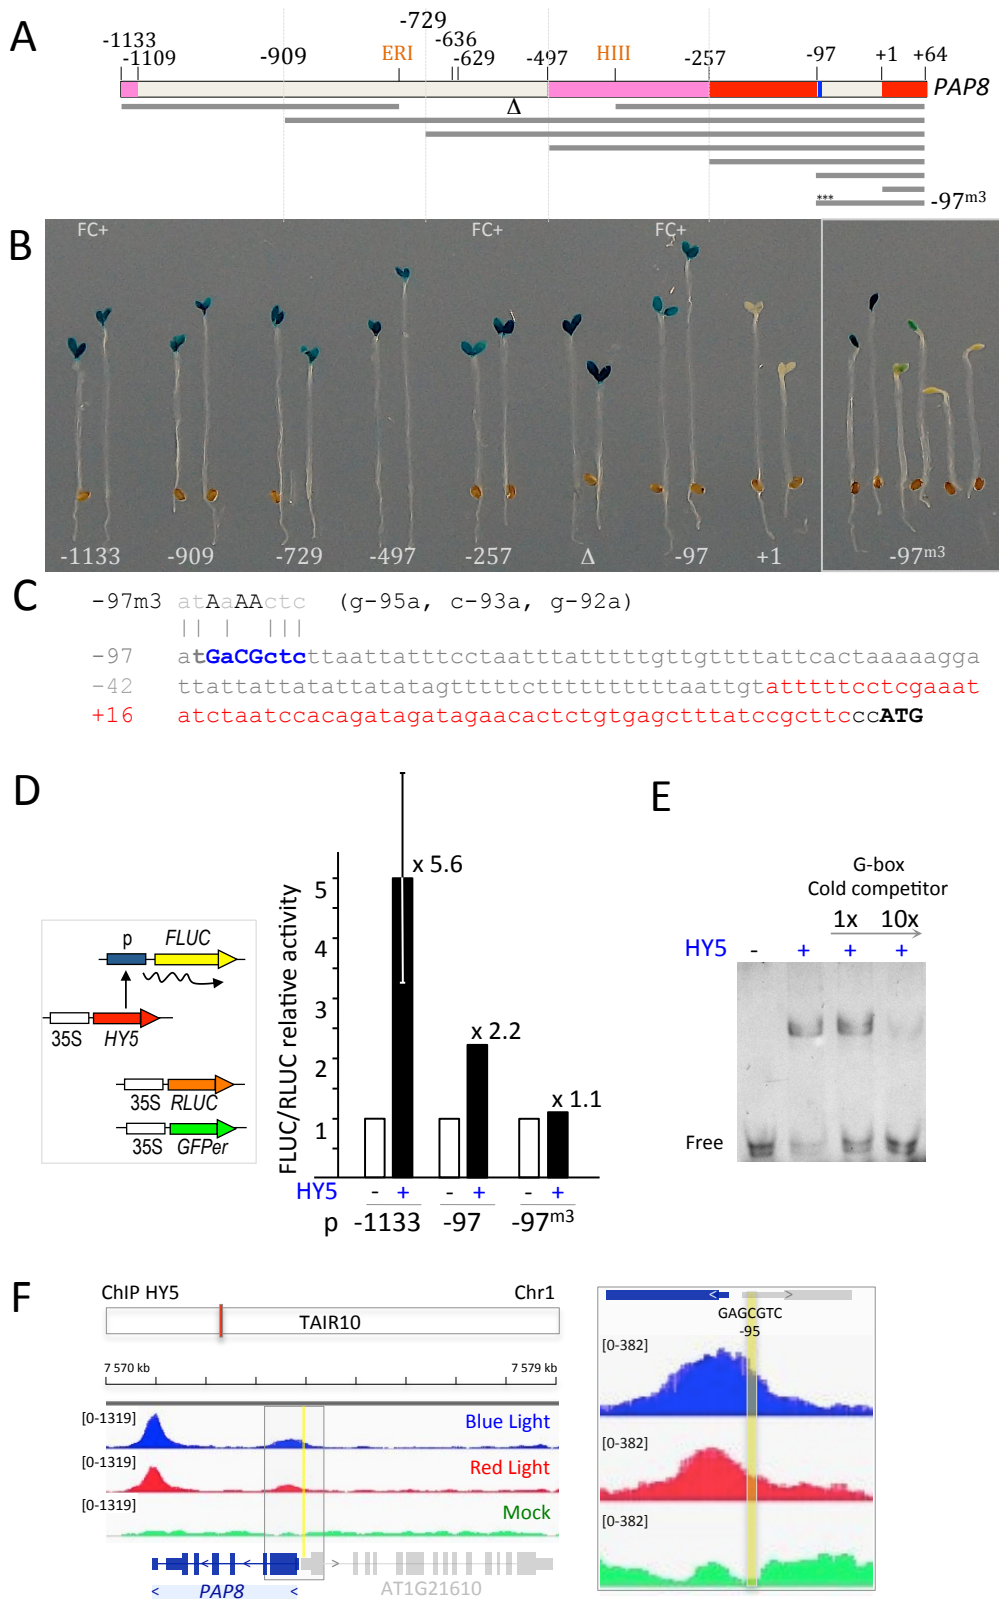 A
-729
-1133
-636
-1109
-909
ERI
-629
-497
HIII
-257
-97
+1
+64
PAP8
Δ
***
-97m3
B
FC+
FC+
FC+
-1133
-909
-729
-497
-257
Δ
-97
+1
-97m3
C
-97m3 atAaAActc (g-95a, c-93a, g-92a)
-97 atGaCGctcttaattatttcctaatttatttttgttgttttattcactaaaaagga
-42 ttattattatattatatagtttttctttttttttttaattgtatttttcctcgaaat
+16 atctaatccacagatagatagaacactctgtgagctttatccgcttcccATG
D
p
FLUC
35S
HY5
35S
RLUC
35S
GFPer
FLUC/RLUC relative activity
5
4
3
2
1
x 5.6
x 2.2
x 1.1
HY5 - + - + - +
p -1133 -97 -97m3
E
G-box
Cold competitor
1x 10x
HY5 - + + +
Free
F
ChIP HY5
Chr1
TAIR10
7 570 kb
7 579 kb
[0-1319]
Blue Light
[0-1319]
Red Light
[0-1319]
Mock
< PAP8 <
AT1G21610
GAGCGTC
-95
[0-382]
[0-382]
[0-382]